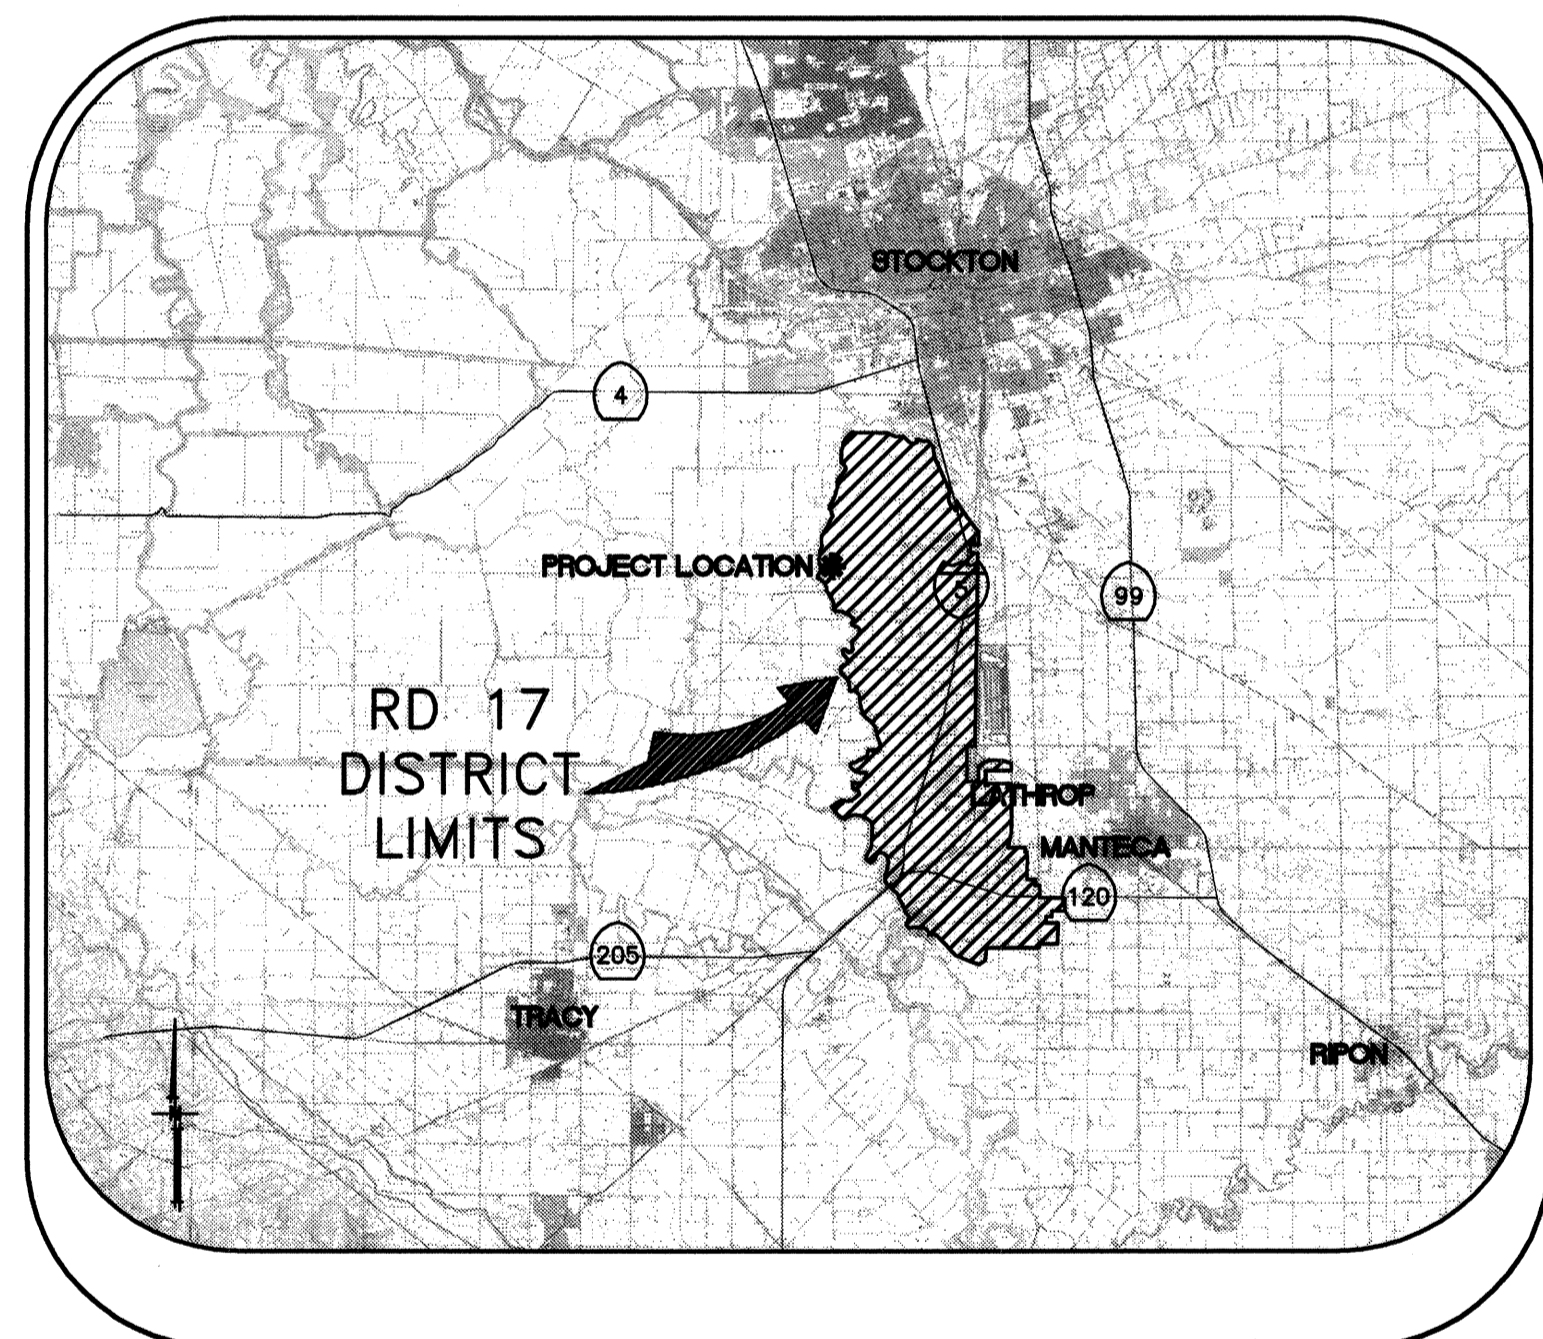 STOCKTON
4
PROJECT LOCATION
5
99
RD 17
DISTRICT
LIMITS
LATHROP
MANTECA
120
205
TRACY
RIPON
N